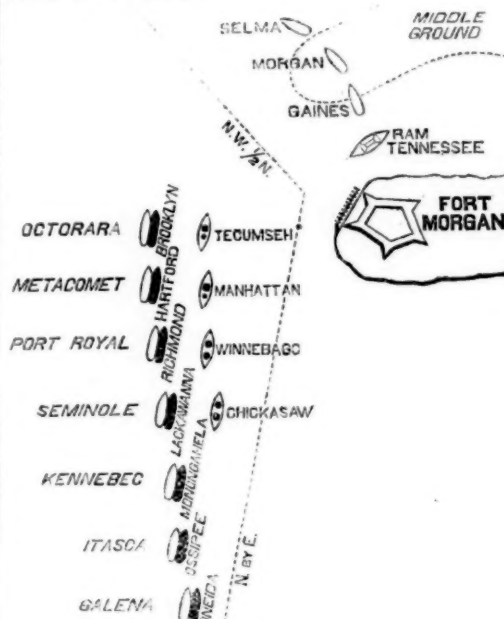 MIDDLE
GROUND
SELMA
MORGAN
GAINES
RAM
TENNESSEE
N.W. ½ N.
FORT
MORGAN
OCTORARA
BROOKLYN
TECUMSEH
METACOMET
HARTFORD
MANHATTAN
PORT ROYAL
RICHMOND
WINNEBAGO
SEMINOLE
LACKAWANNA
CHICKASAW
KENNEBEC
MONONGAHELA
ITASCA
OSSIPEE
N. BY E.
GALENA
NEIDA